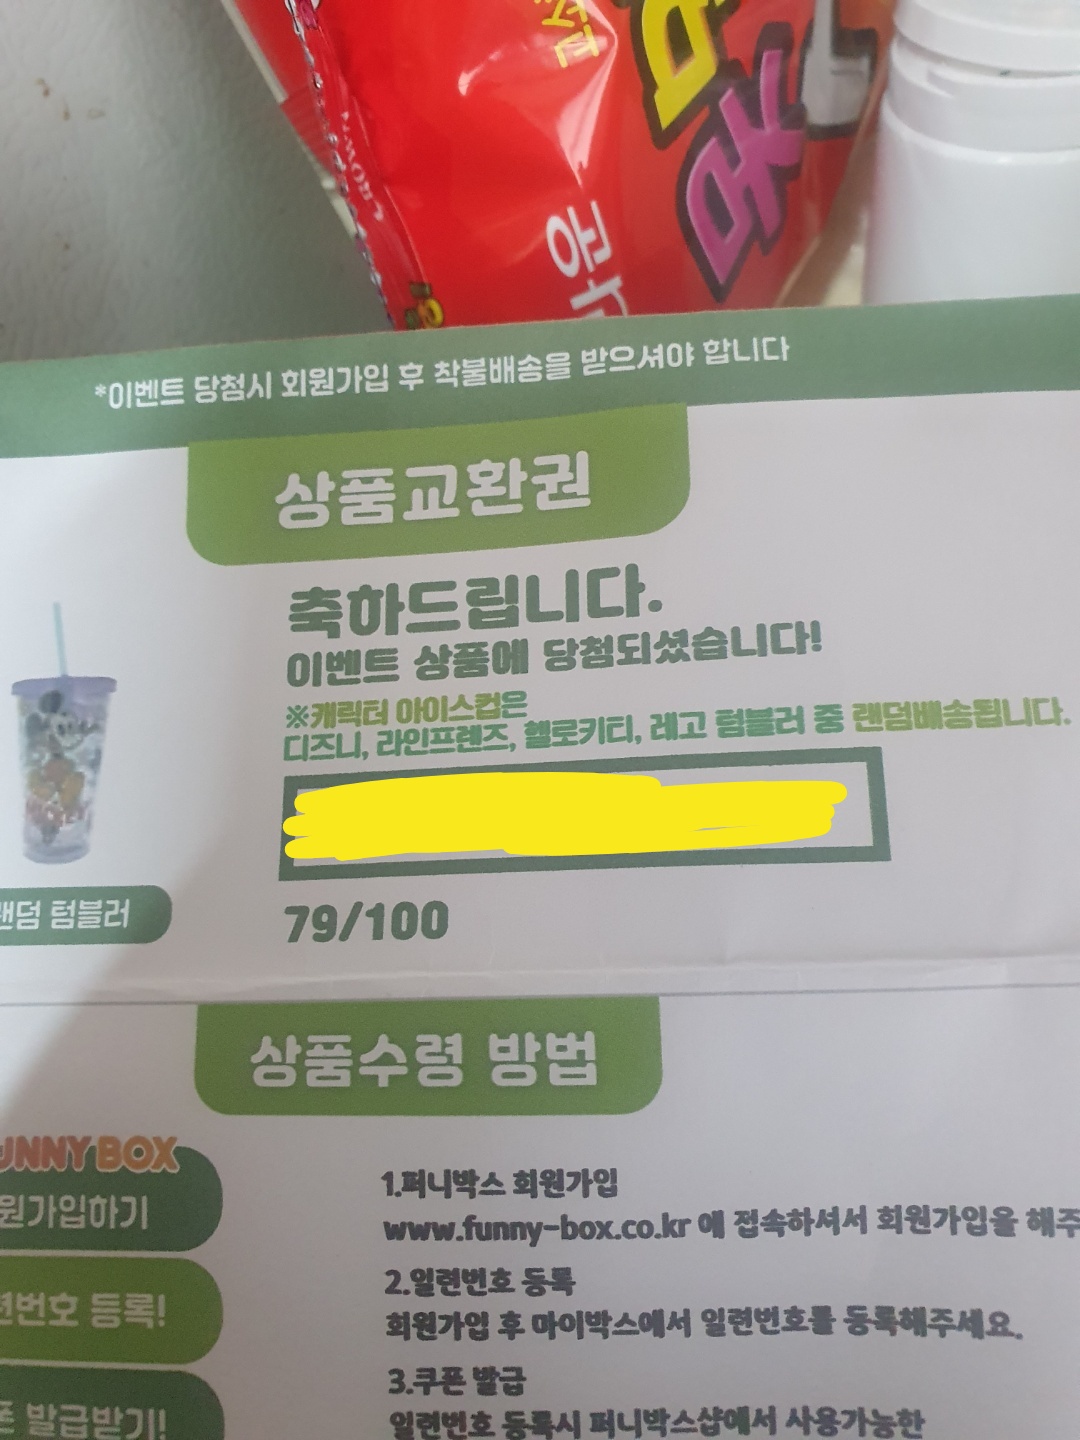 CROWN
*이벤트 당첨시 회원가입 후 착불배송을 받으셔야 합니다
상품교환권
축하드립니다.
이벤트 상품에 당첨되셨습니다!
※캐릭터 아이스컵은
디즈니, 라인프렌즈, 헬로키티, 레고 텀블러 중 랜덤배송됩니다.
랜덤 텀블러
79/100
상품수령 방법
UNNY BOX
원가입하기
1.퍼니박스 회원가입
www.funny-box.co.kr 에 접속하셔서 회원가입을 해주
련번호 등록!
2.일련번호 등록
회원가입 후 마이박스에서 일련번호를 등록해주세요.
폰 발급받기!
3.쿠폰 발급
일련번호 등록시 퍼니박스샵에서 사용가능한